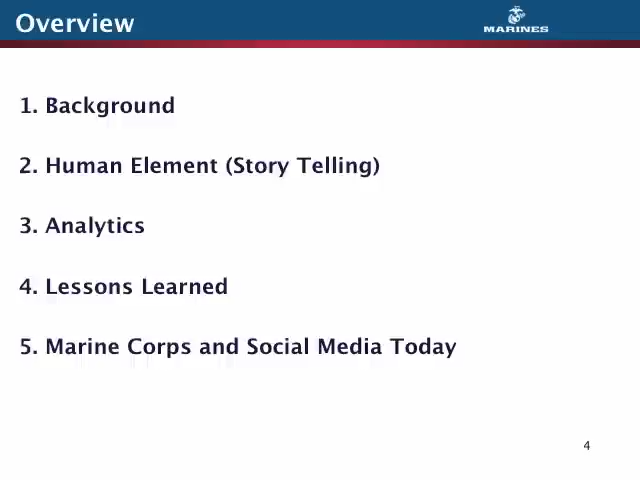 Overview
MARINES
1. Background
2. Human Element (Story Telling)
3. Analytics
4. Lessons Learned
5. Marine Corps and Social Media Today
4